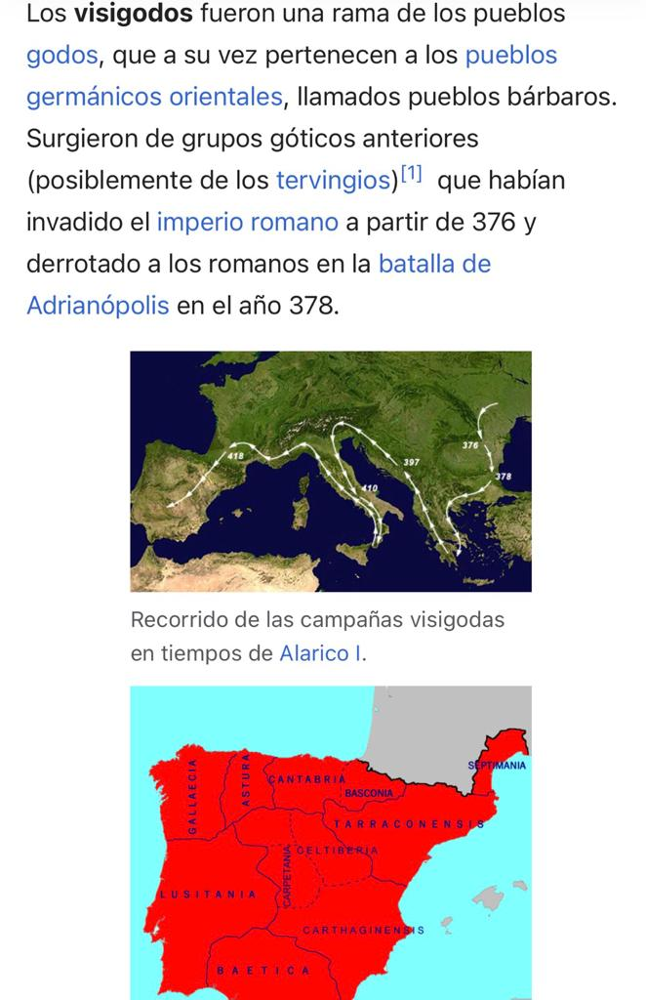 Los visigodos fueron una rama de los pueblos
godos, que a su vez pertenecen a los pueblos
germánicos orientales, llamados pueblos bárbaros.
Surgieron de grupos góticos anteriores
(posiblemente de los tervingios)[1] que habían
invadido el imperio romano a partir de 376 y
derrotado a los romanos en la batalla de
Adrianópolis en el año 378.
376
418
397
378
410
Recorrido de las campañas visigodas
en tiempos de Alarico I.
SEPTIMANIA
GALLAECIA
ASTURA
CANTABRIA
BASCONIA
TARRACONENSIS
CELTIBERIA
CARPETANIA
LUSITANIA
CARTHAGINENSIS
BAETICA